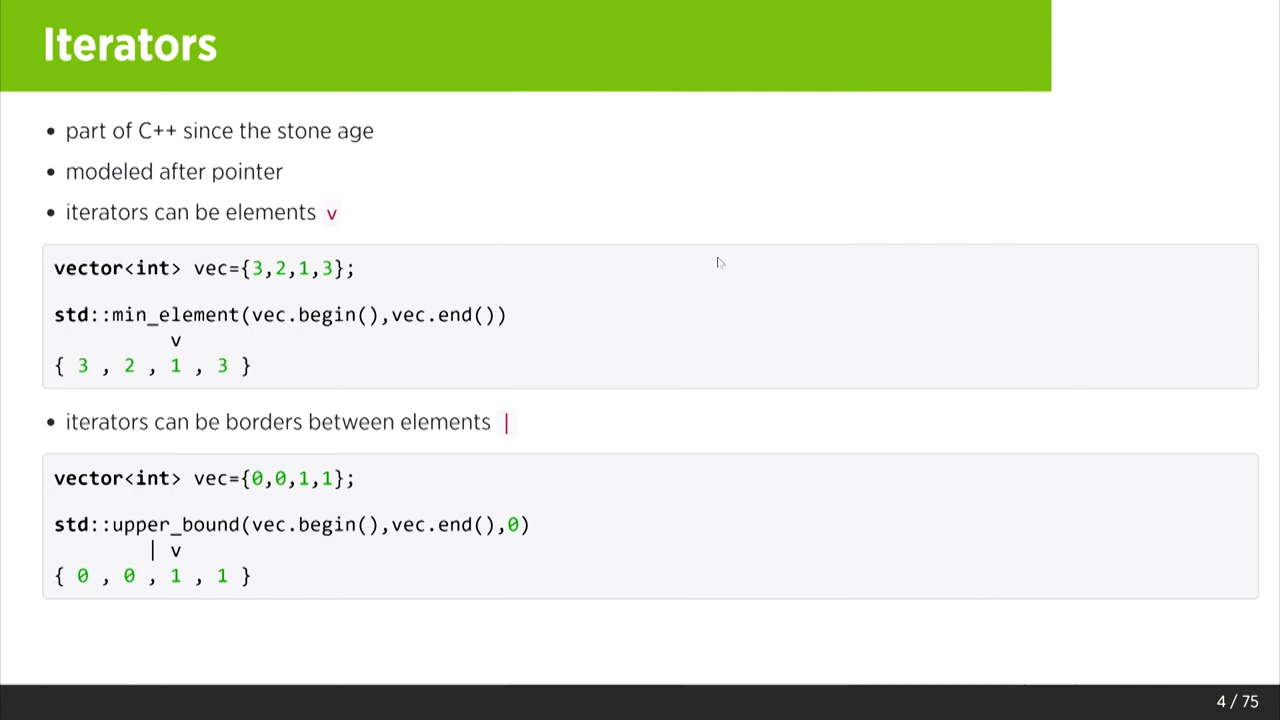 Iterators
• part of C++ since the stone age
• modeled after pointer
• iterators can be elements v
vector<int> vec={3,2,1,3};
std::min_element(vec.begin(),vec.end())
v
{ 3 , 2 , 1 , 3 }
• iterators can be borders between elements |
vector<int> vec={0,0,1,1};
std::upper_bound(vec.begin(),vec.end(),0)
| v
{ 0 , 0 , 1 , 1 }
4 / 75